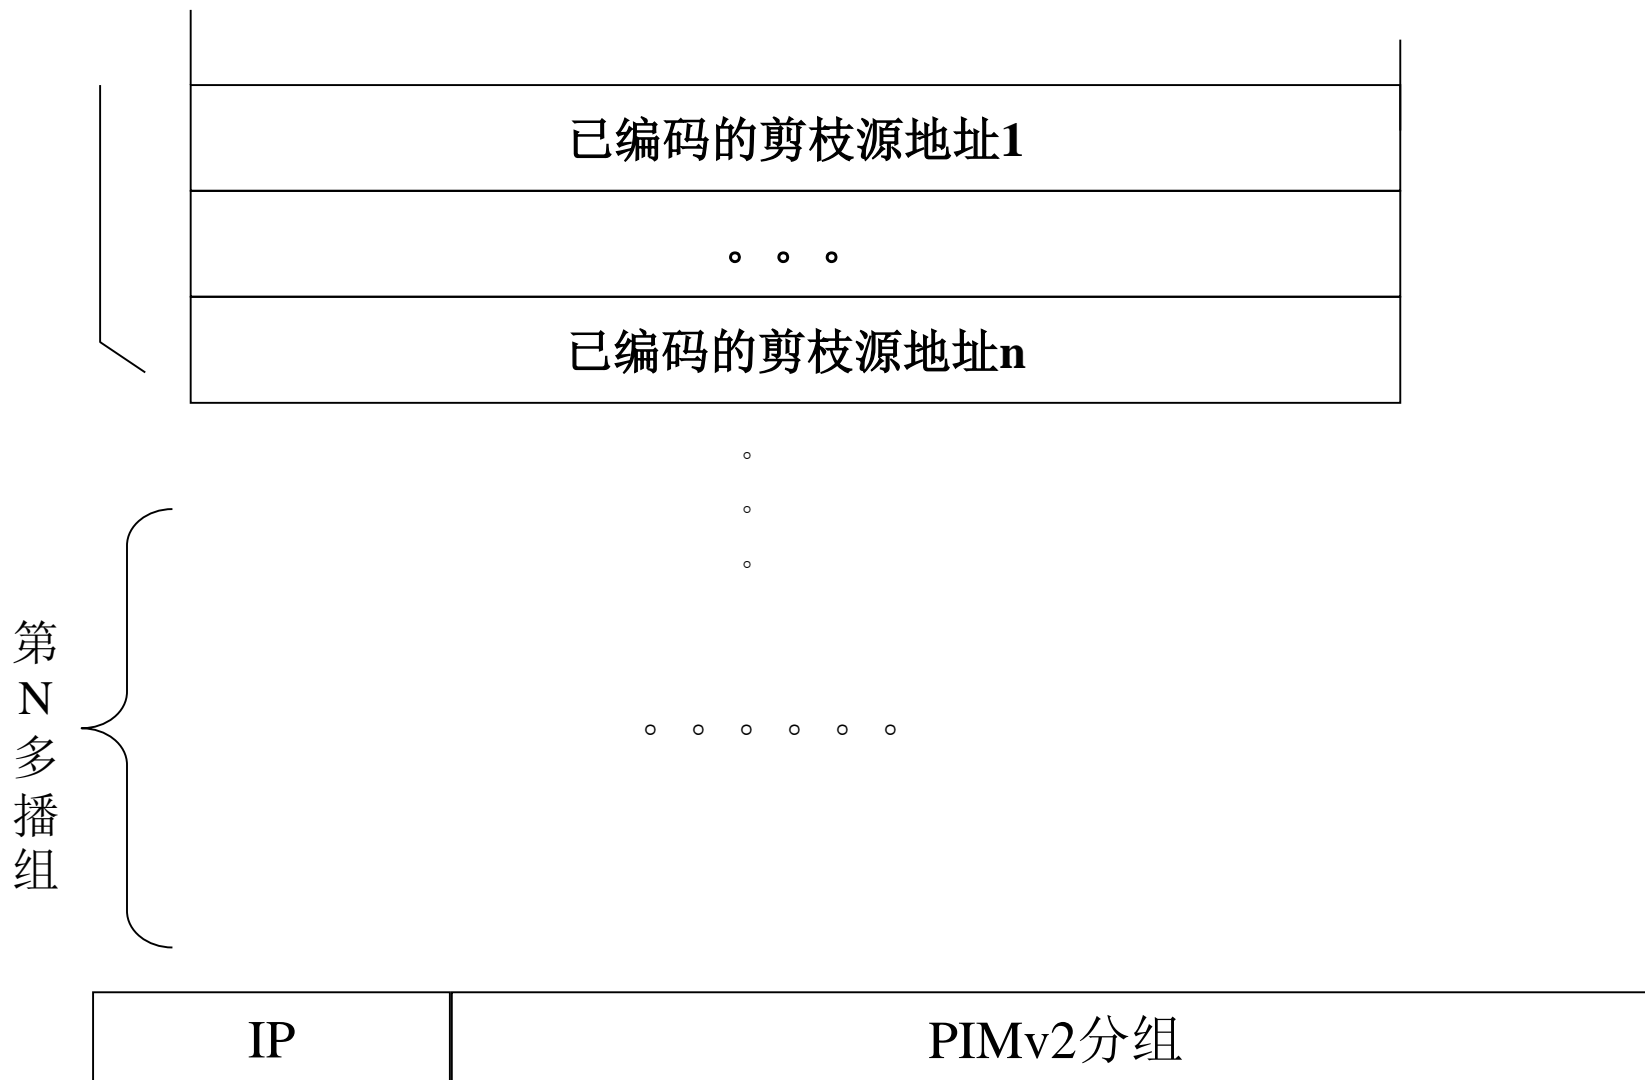 已编码的剪枝源地址1
。。。
已编码的剪枝源地址n
。
。
。
第
N
多
播
组
。。。。。。
IP
PIMv2分组